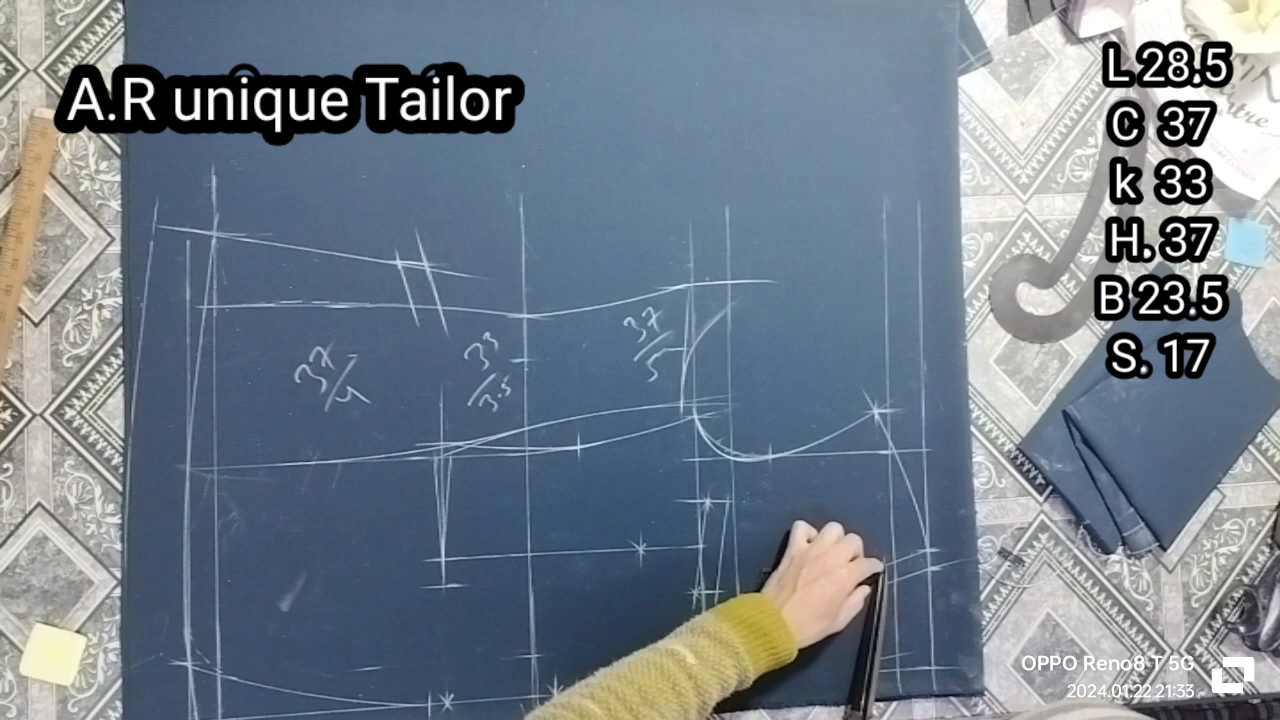 A.R unique Tailor
L 28.5
C 37
k 33
H. 37
B 23.5
S. 17
37/4
33/3.5
37/5
OPPO Reno8 T 5G
2024.01.22 21:33